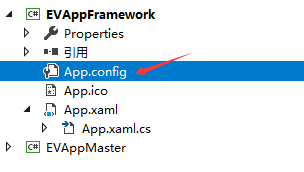 EVAppFramework
Properties
引用
App.config
App.ico
App.xaml
App.xaml.cs
EVAppMaster